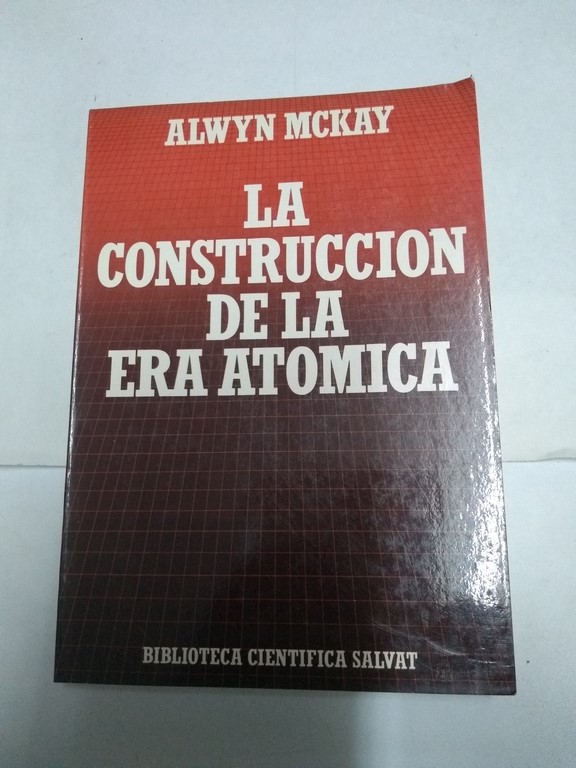 ALWYN MCKAY
LA
CONSTRUCCION
DE LA
ERA ATOMICA
BIBLIOTECA CIENTIFICA SALVAT